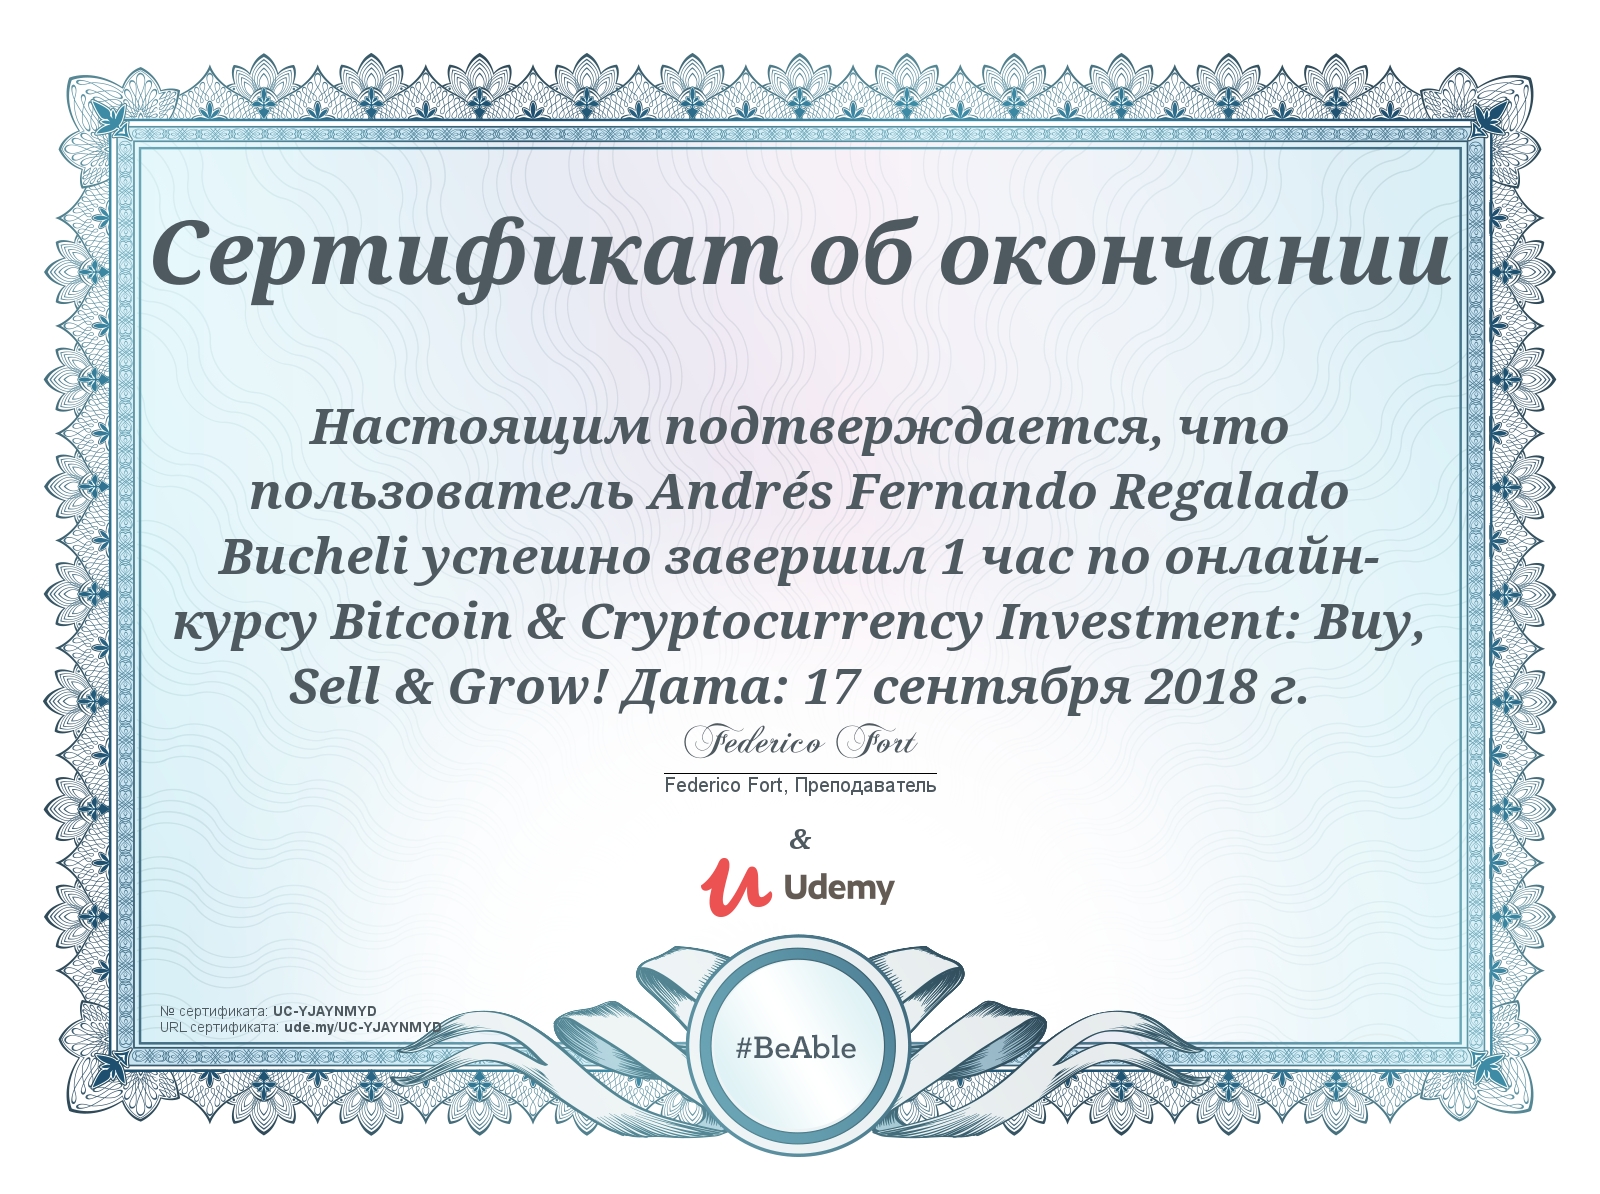 Сертификат об окончании
Настоящим подтверждается, что
пользователь Andrés Fernando Regalado
Bucheli успешно завершил 1 час по онлайн-
курсу Bitcoin & Cryptocurrency Investment: Buy,
Sell & Grow! Дата: 17 сентября 2018 г.
Federico Fort
Federico Fort, Преподаватель
&
Udemy
№ сертификата: UC-YJAYNMYD
URL сертификата: ude.my/UC-YJAYNMYD
#BeAble